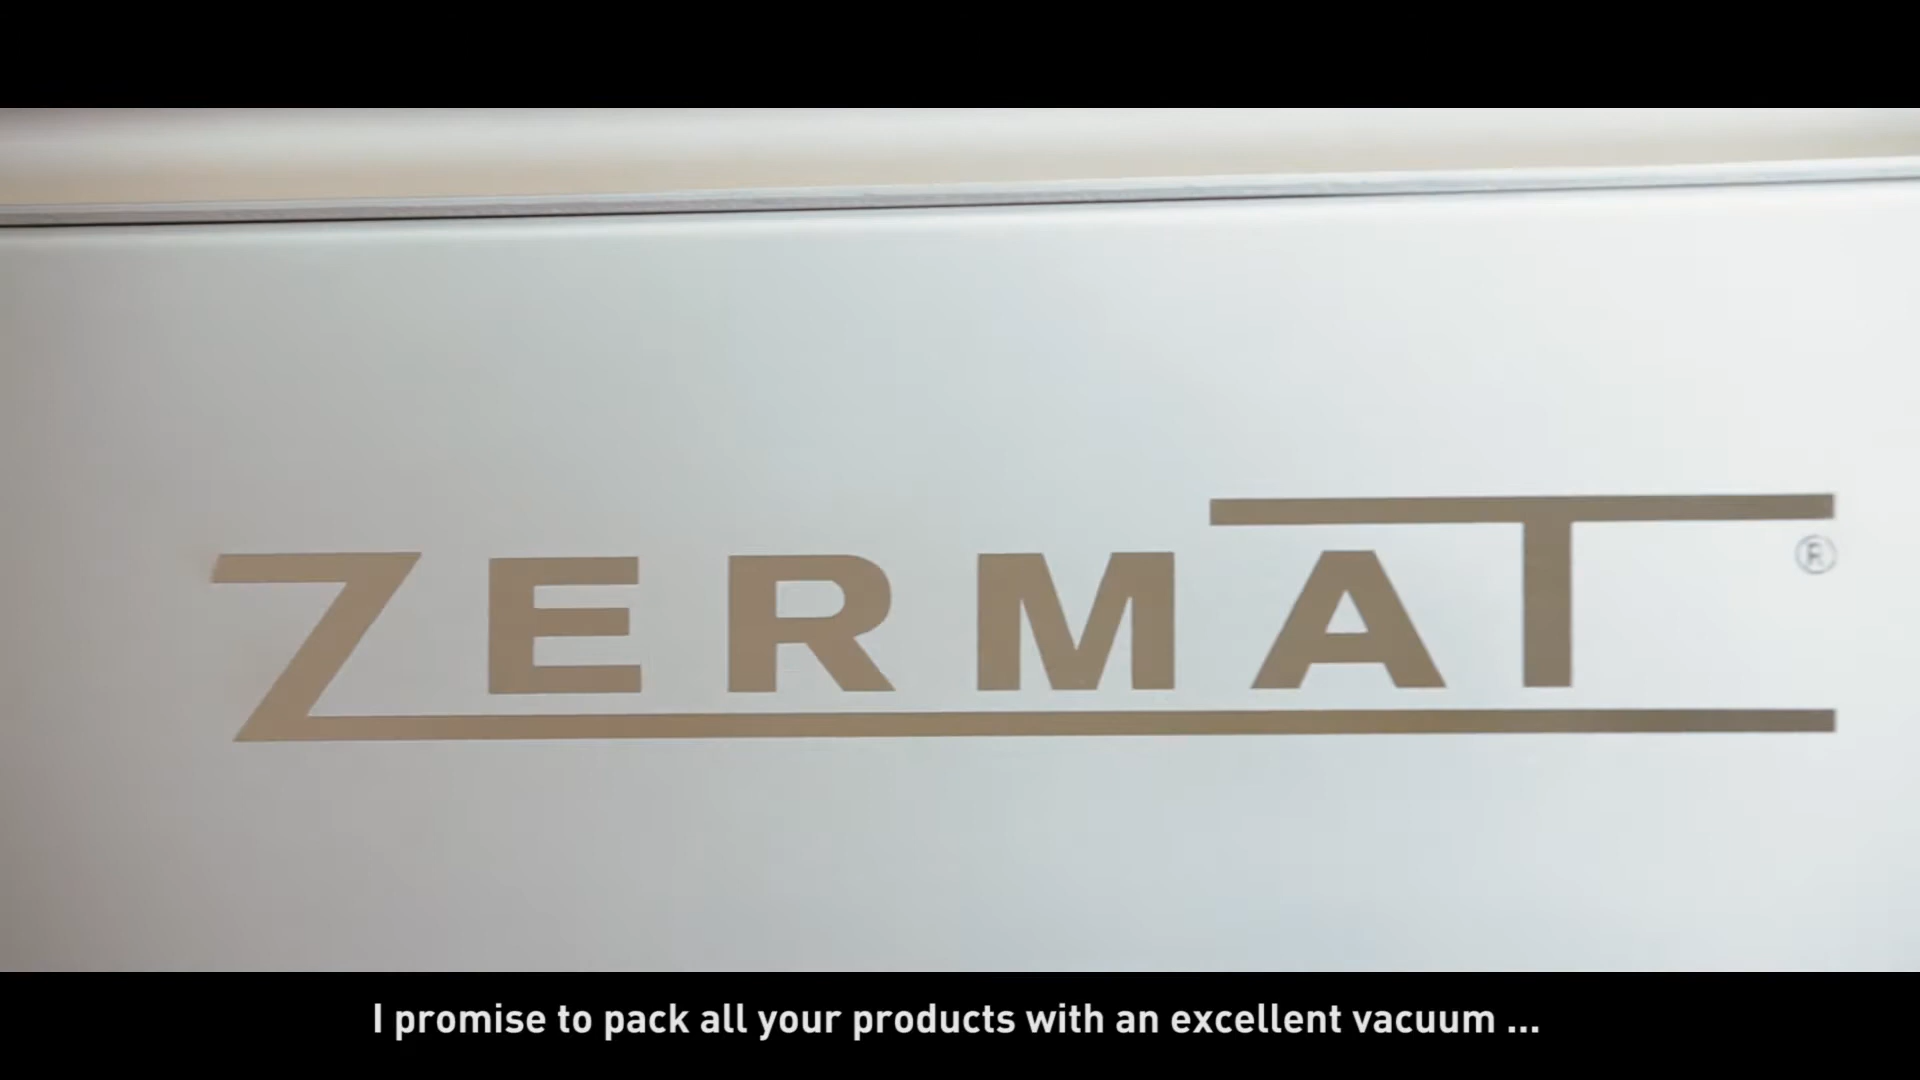 ZERMAT ®
I promise to pack all your products with an excellent vacuum ...